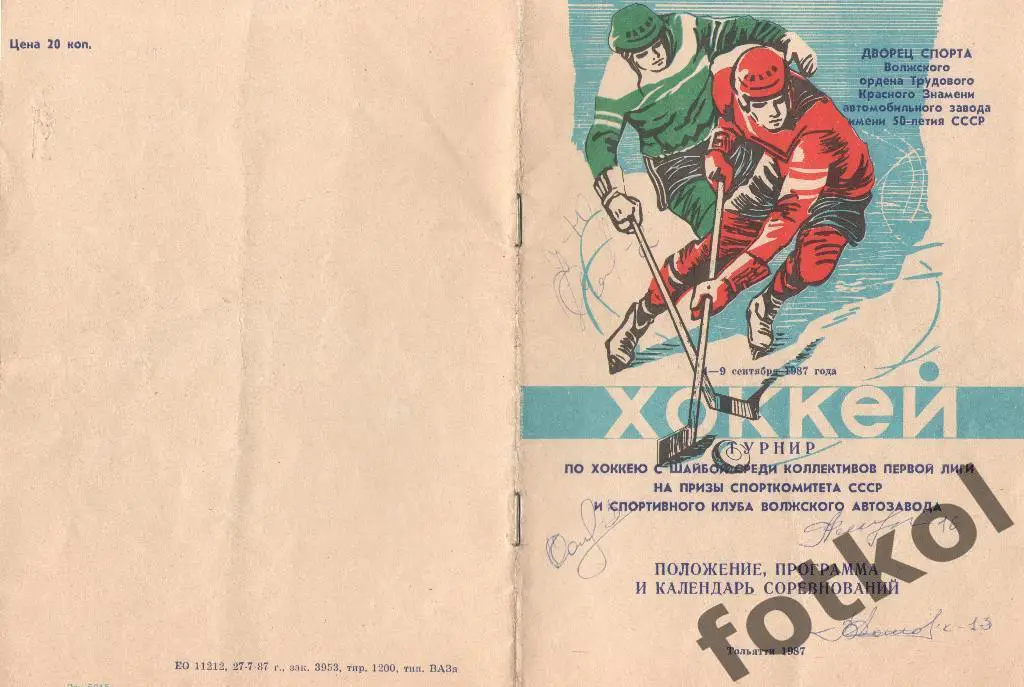 Цена 20 коп.
ЕО 11212, 27-7-87 г., зак. 3953, тир. 1200, тип. ВАЗа
ДВОРЕЦ СПОРТА
Волжского
ордена Трудового
Красного Знамени
автомобильного завода
имени 50-летия СССР
—9 сентября 1987 года
хоккей
ТУРНИР
ПО ХОККЕЮ С ШАЙБОЙ СРЕДИ КОЛЛЕКТИВОВ ПЕРВОЙ ЛИГИ
НА ПРИЗЫ СПОРТКОМИТЕТА СССР
И СПОРТИВНОГО КЛУБА ВОЛЖСКОГО АВТОЗАВОДА
ПОЛОЖЕНИЕ, ПРОГРАММА
И КАЛЕНДАРЬ СОРЕВНОВАНИЙ
Тольятти 1987
fotkol